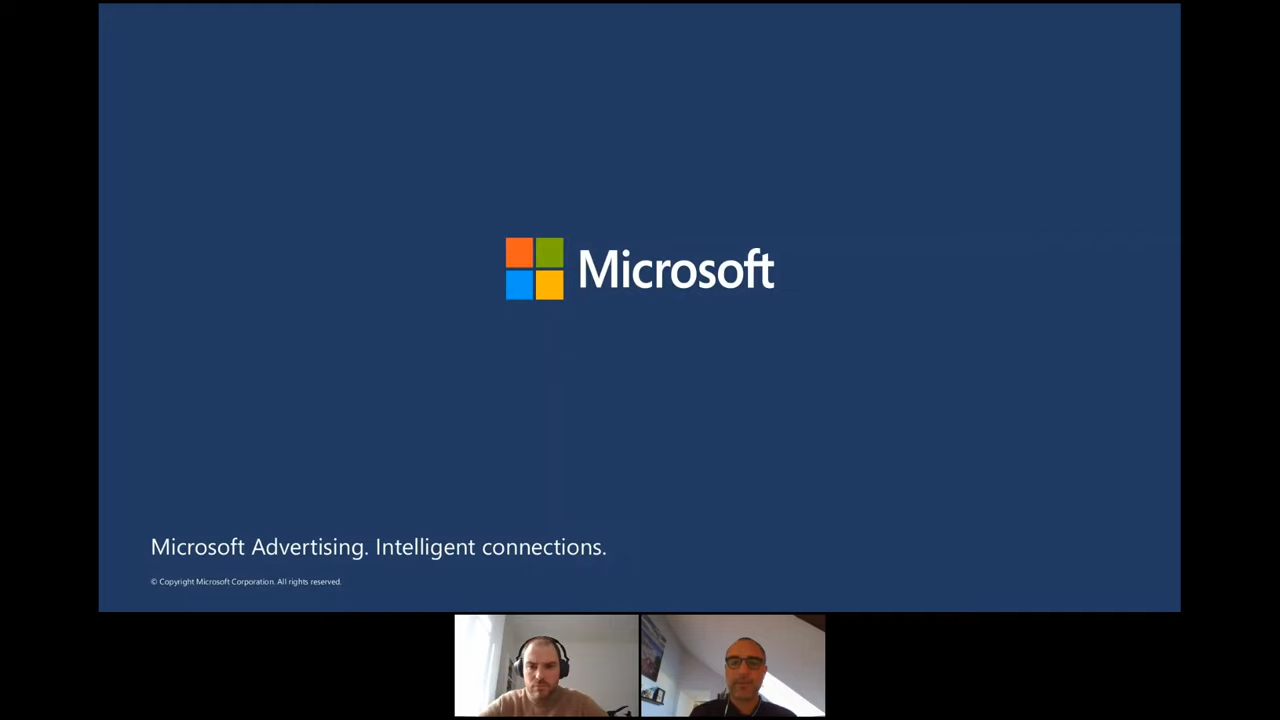 Microsoft
Microsoft Advertising. Intelligent connections.
© Copyright Microsoft Corporation. All rights reserved.